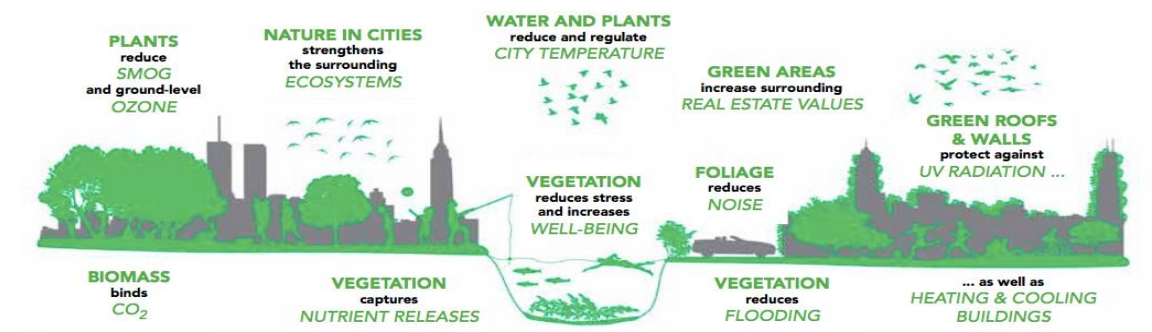 PLANTS
reduce
SMOG
and ground-level
OZONE
NATURE IN CITIES
strengthens
the surrounding
ECOSYSTEMS
WATER AND PLANTS
reduce and regulate
CITY TEMPERATURE
GREEN AREAS
increase surrounding
REAL ESTATE VALUES
GREEN ROOFS
& WALLS
protect against
UV RADIATION ...
VEGETATION
reduces stress
and increases
WELL-BEING
FOLIAGE
reduces
NOISE
BIOMASS
binds
CO₂
VEGETATION
captures
NUTRIENT RELEASES
VEGETATION
reduces
FLOODING
... as well as
HEATING & COOLING
BUILDINGS